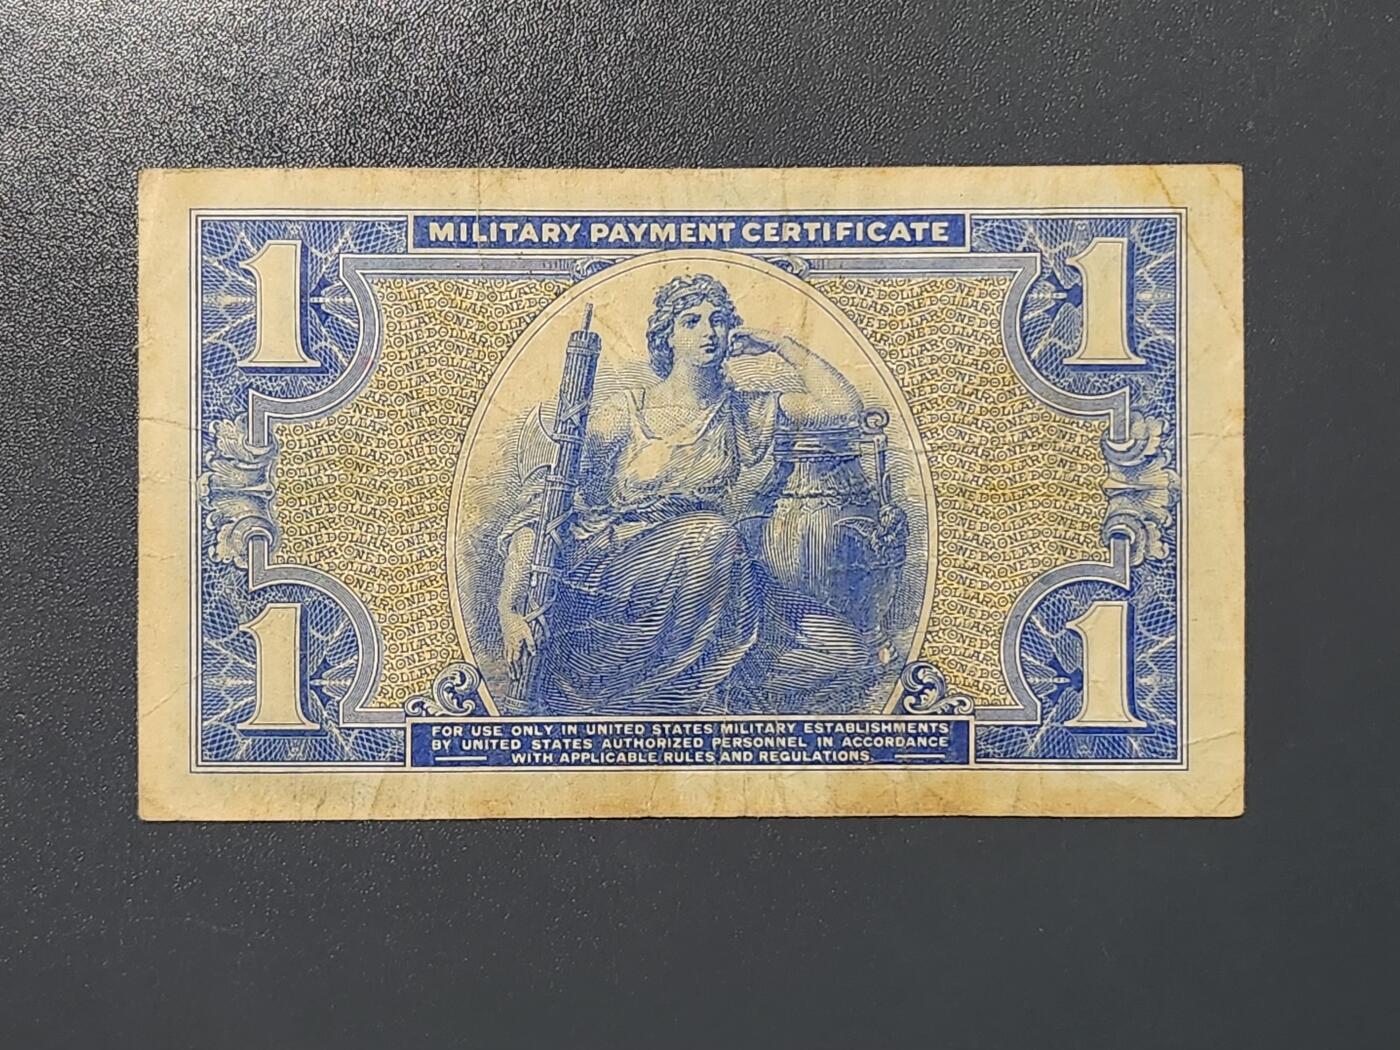 MILITARY PAYMENT CERTIFICATE
1 1
1 1
FOR USE ONLY IN UNITED STATES MILITARY ESTABLISHMENTS
BY UNITED STATES AUTHORIZED PERSONNEL IN ACCORDANCE
WITH APPLICABLE RULES AND REGULATIONS.